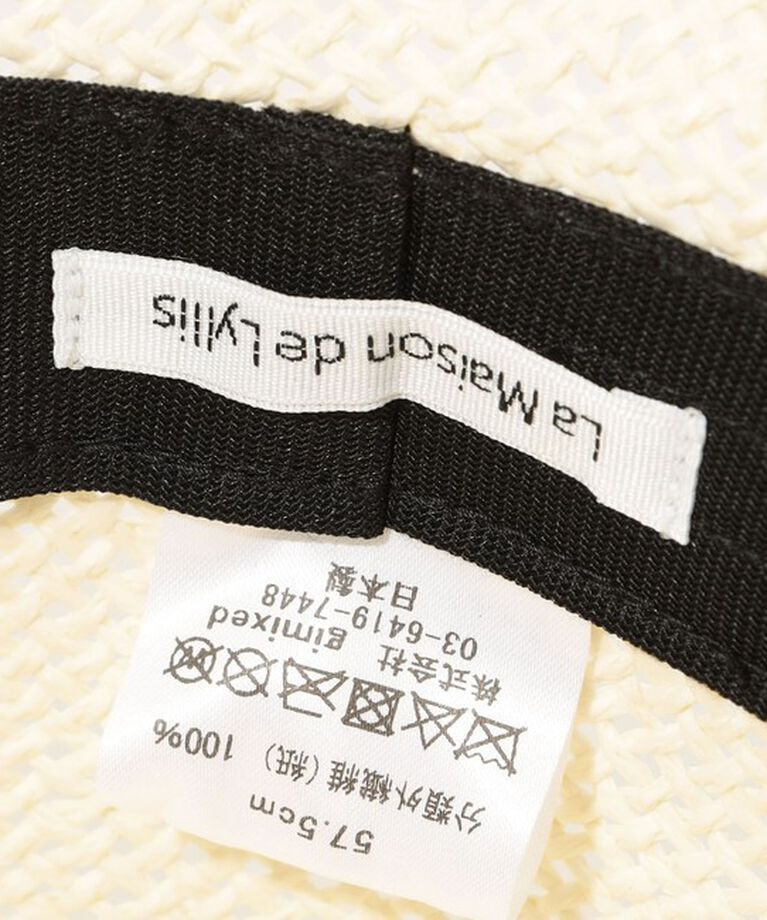 La Maison de Lyllis
57.5cm
分類外繊維（紙） 100%
株式会社 gimixed
03-6419-7448
日本製